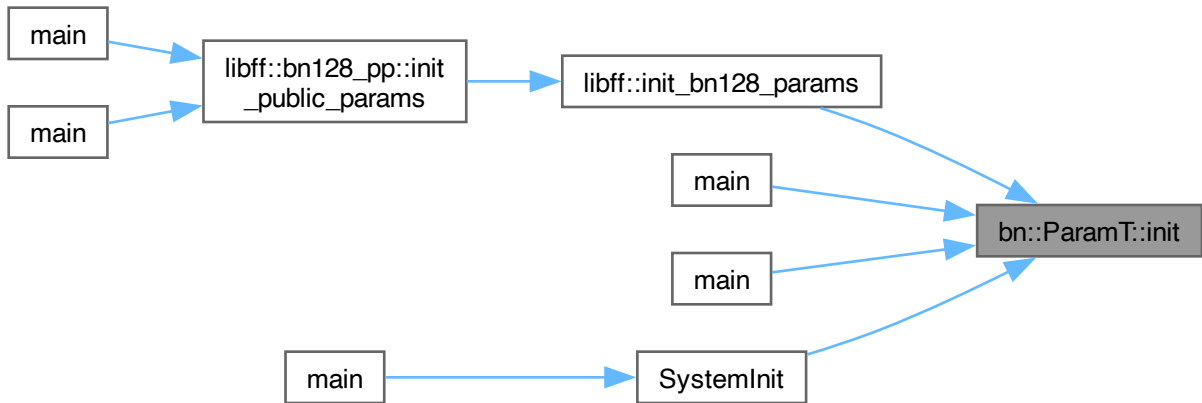 main
libff::bn128_pp::init
_public_params
libff::init_bn128_params
main
main
bn::ParamT::init
main
main
SystemInit